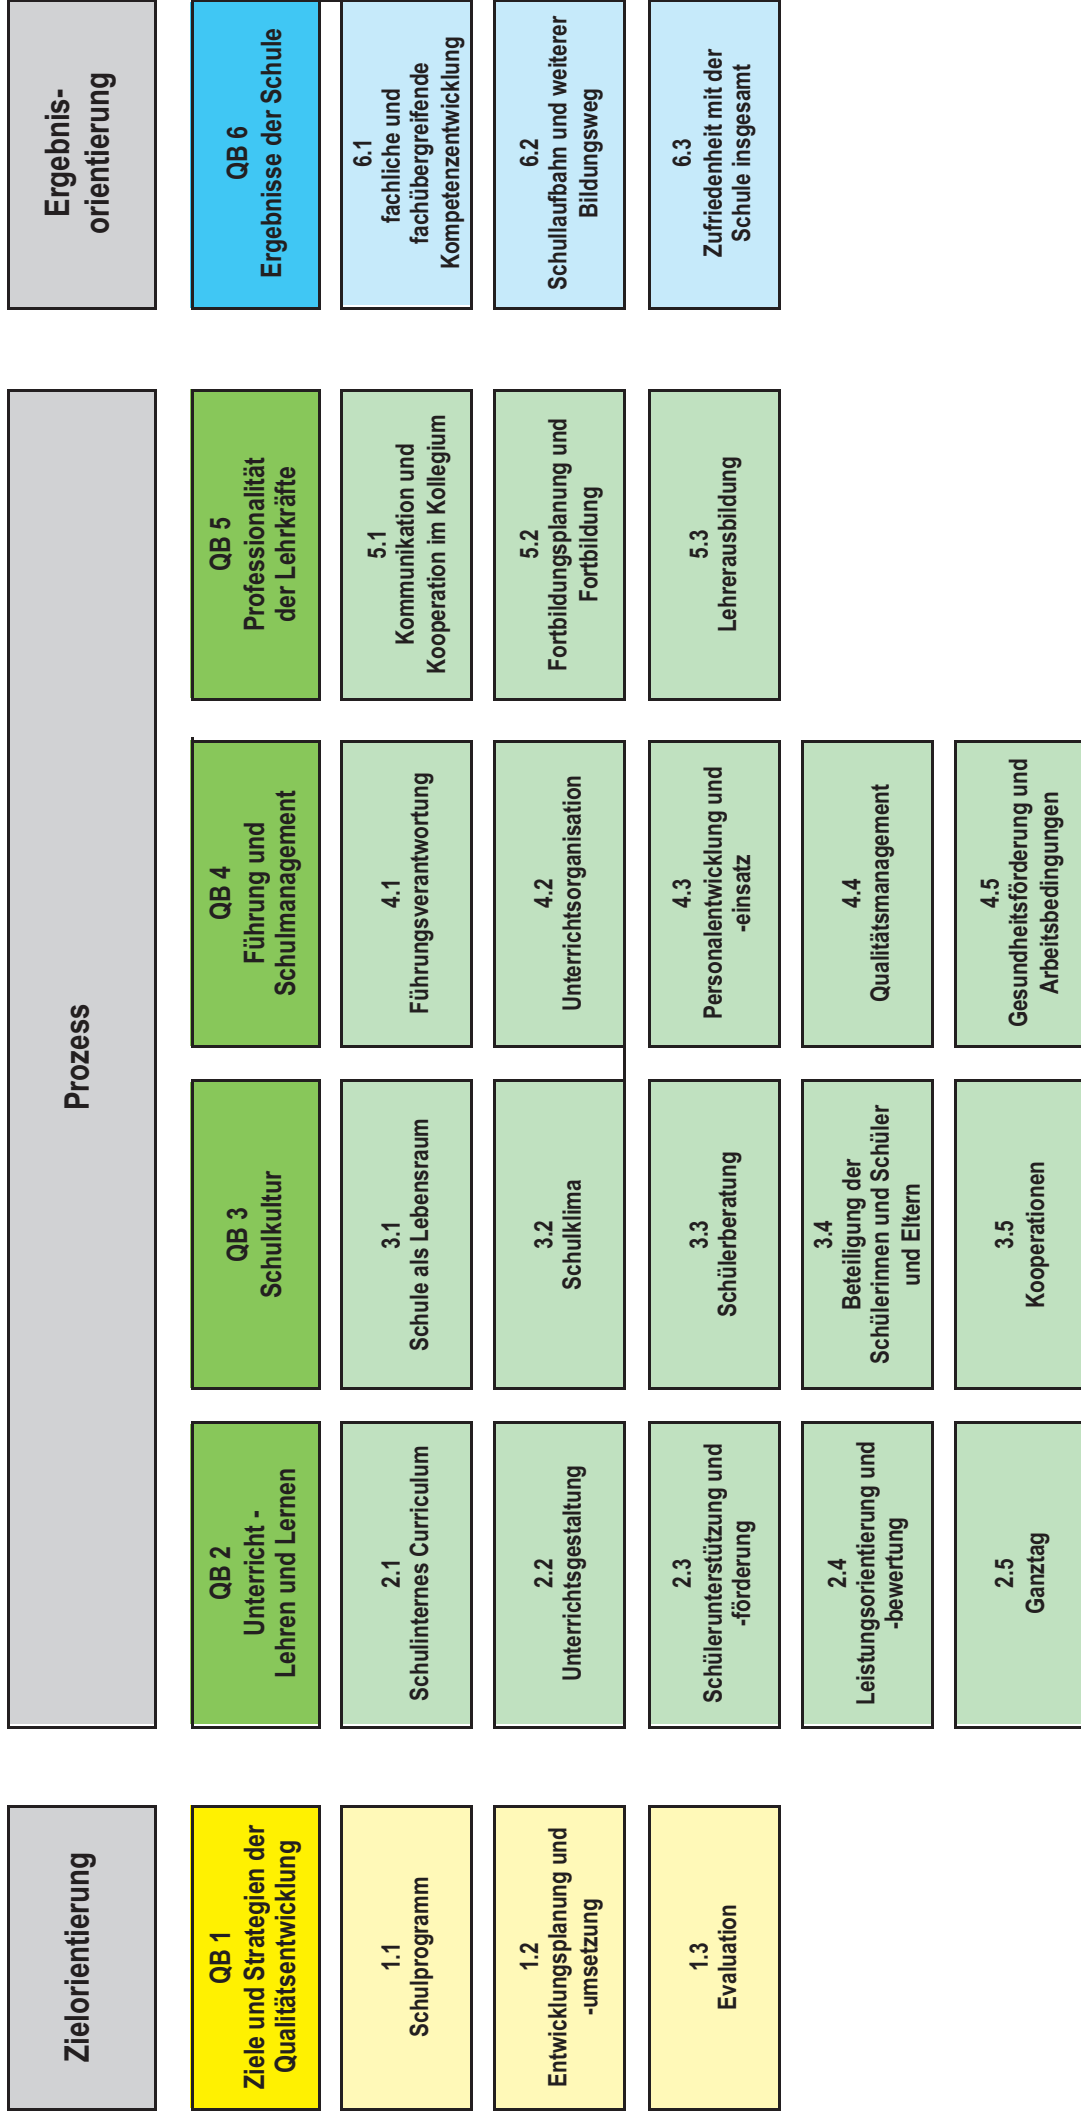 Zielorientierung
Prozess
Ergebnis-
orientierung
QB 1
Ziele und Strategien der
Qualitätsentwicklung
QB 2
Unterricht -
Lehren und Lernen
QB 3
Schulkultur
QB 4
Führung und
Schulmanagement
QB 5
Professionalität
der Lehrkräfte
QB 6
Ergebnisse der Schule
1.1
Schulprogramm
2.1
Schulinternes Curriculum
3.1
Schule als Lebensraum
4.1
Führungsverantwortung
5.1
Kommunikation und
Kooperation im Kollegium
6.1
fachliche und
fachübergreifende
Kompetenzentwicklung
1.2
Entwicklungsplanung und
-umsetzung
2.2
Unterrichtsgestaltung
3.2
Schulklima
4.2
Unterrichtsorganisation
5.2
Fortbildungsplanung und
Fortbildung
6.2
Schullaufbahn und weiterer
Bildungsweg
1.3
Evaluation
2.3
Schülerunterstützung und
-förderung
3.3
Schülerberatung
4.3
Personalentwicklung und
-einsatz
5.3
Lehrerausbildung
6.3
Zufriedenheit mit der
Schule insgesamt
2.4
Leistungsorientierung und
-bewertung
3.4
Beteiligung der
Schülerinnen und Schüler
und Eltern
4.4
Qualitätsmanagement
2.5
Ganztag
3.5
Kooperationen
4.5
Gesundheitsförderung und
Arbeitsbedingungen